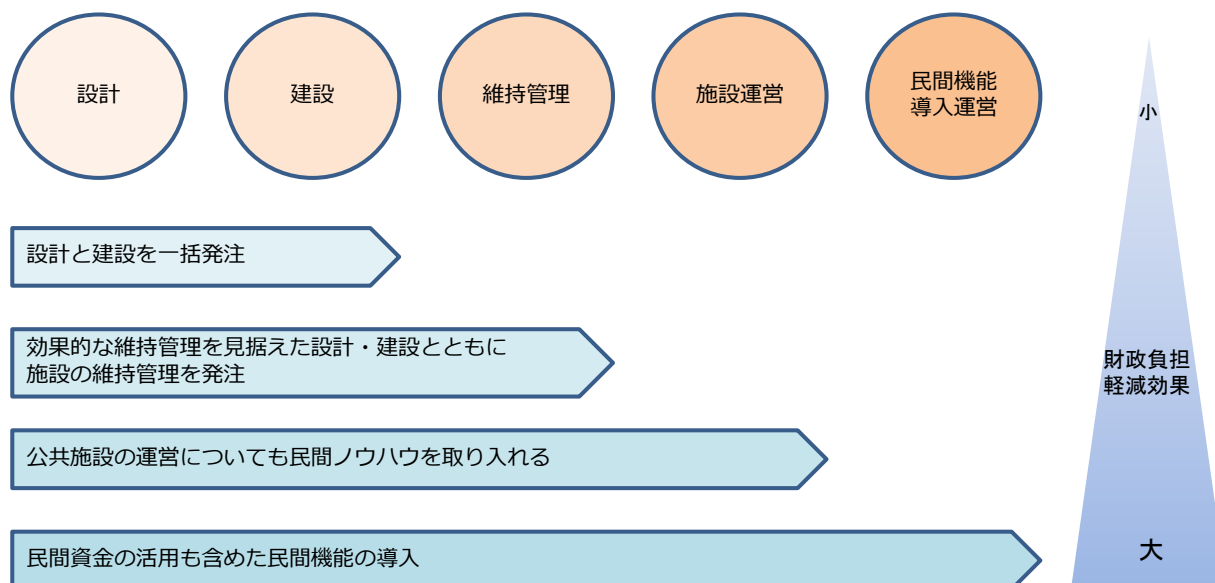 設計
建設
維持管理
施設運営
民間機能
導入運営
小
設計と建設を一括発注
効果的な維持管理を見据えた設計・建設とともに
施設の維持管理を発注
財政負担
軽減効果
公共施設の運営についても民間ノウハウを取り入れる
民間資金の活用も含めた民間機能の導入
大